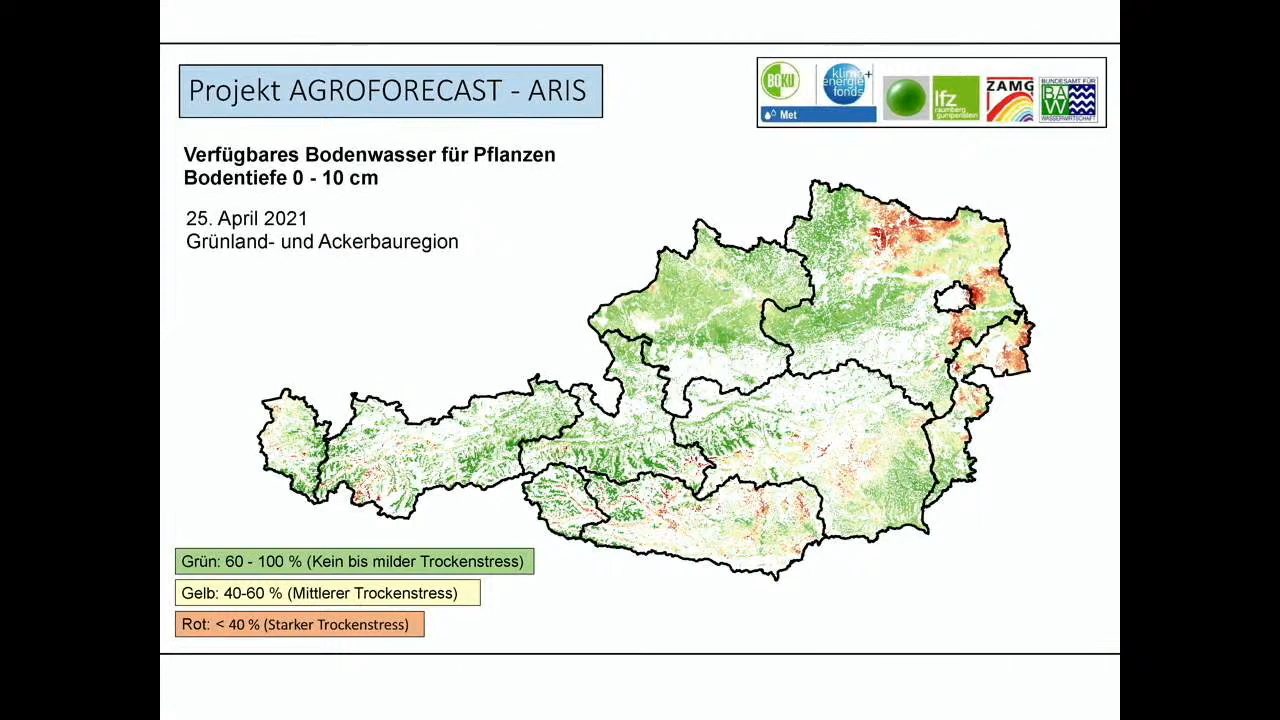 Projekt AGROFORECAST - ARIS
BOKU
Met
klima+
energie
fonds
lfz
raumberg
gumpenstein
ZAMG
BUNDESAMT FÜR
BAW
WASSERWIRTSCHAFT
Verfügbares Bodenwasser für Pflanzen
Bodentiefe 0 - 10 cm
25. April 2021
Grünland- und Ackerbauregion
Grün: 60 - 100 % (Kein bis milder Trockenstress)
Gelb: 40-60 % (Mittlerer Trockenstress)
Rot: < 40 % (Starker Trockenstress)